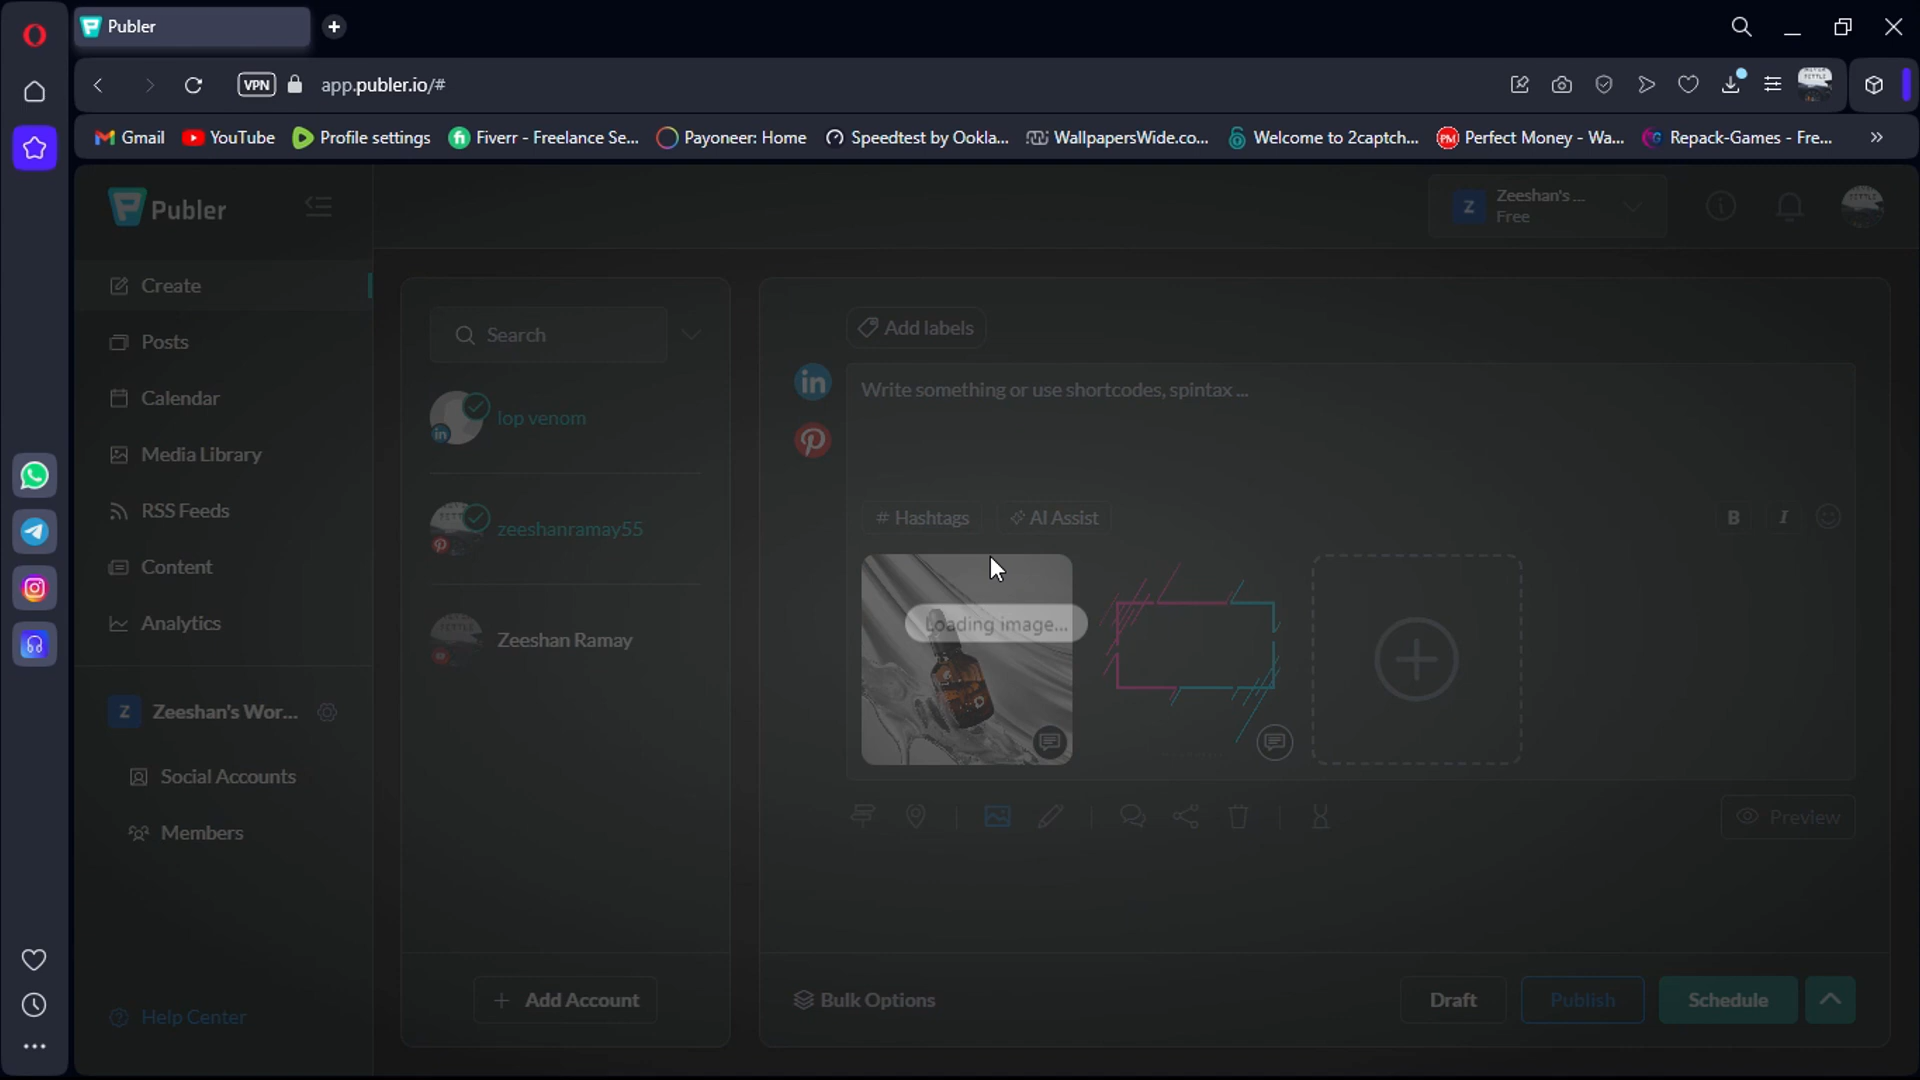 Publer
VPN
app.publer.io/#
Gmail
YouTube
Profile settings
Fiverr - Freelance Se...
Payoneer: Home
Speedtest by Ookla...
WallpapersWide.co...
Welcome to 2captch...
Perfect Money - Wa...
Repack-Games - Fre...
Publer
Z
Zeeshan's ...
Free
Create
Posts
Calendar
Media Library
RSS Feeds
Content
Analytics
Z
Zeeshan's Wor...
Social Accounts
Members
Help Center
Search
lop venom
zeeshanramay55
Zeeshan Ramay
+ Add Account
Add labels
Write something or use shortcodes, spintax ...
# Hashtags
AI Assist
B
I
Loading image...
Preview
Bulk Options
Draft
Publish
Schedule